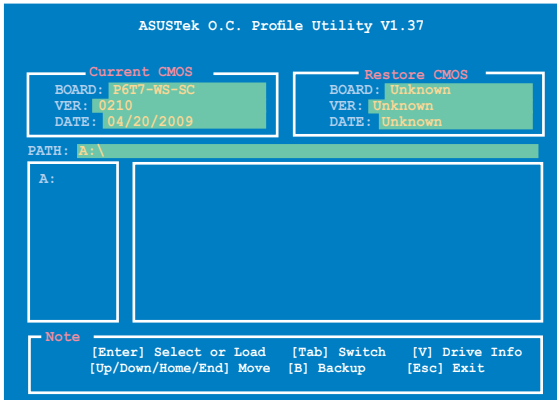 ASUSTek O.C. Profile Utility V1.37
Current CMOS
BOARD: P6T7-WS-SC
VER: 0210
DATE: 04/20/2009
Restore CMOS
BOARD: Unknown
VER: Unknown
DATE: Unknown
PATH: A:\
A:
Note
[Enter] Select or Load [Tab] Switch [V] Drive Info
[Up/Down/Home/End] Move [B] Backup [Esc] Exit